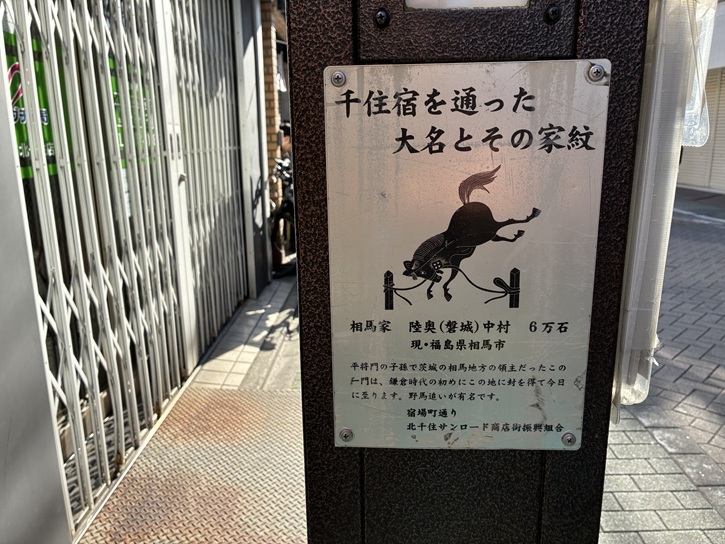 千住宿を通った
大名とその家紋
相馬家 陸奥(磐城)中村 6万石
現・福島県相馬市
平将門の子孫で茨城の相馬地方の領主だったこの
一門は、鎌倉時代の初めにこの地に封を得て今日
に至ります。野馬追いが有名です。
宿場町通り
北千住サンロード商店街振興組合